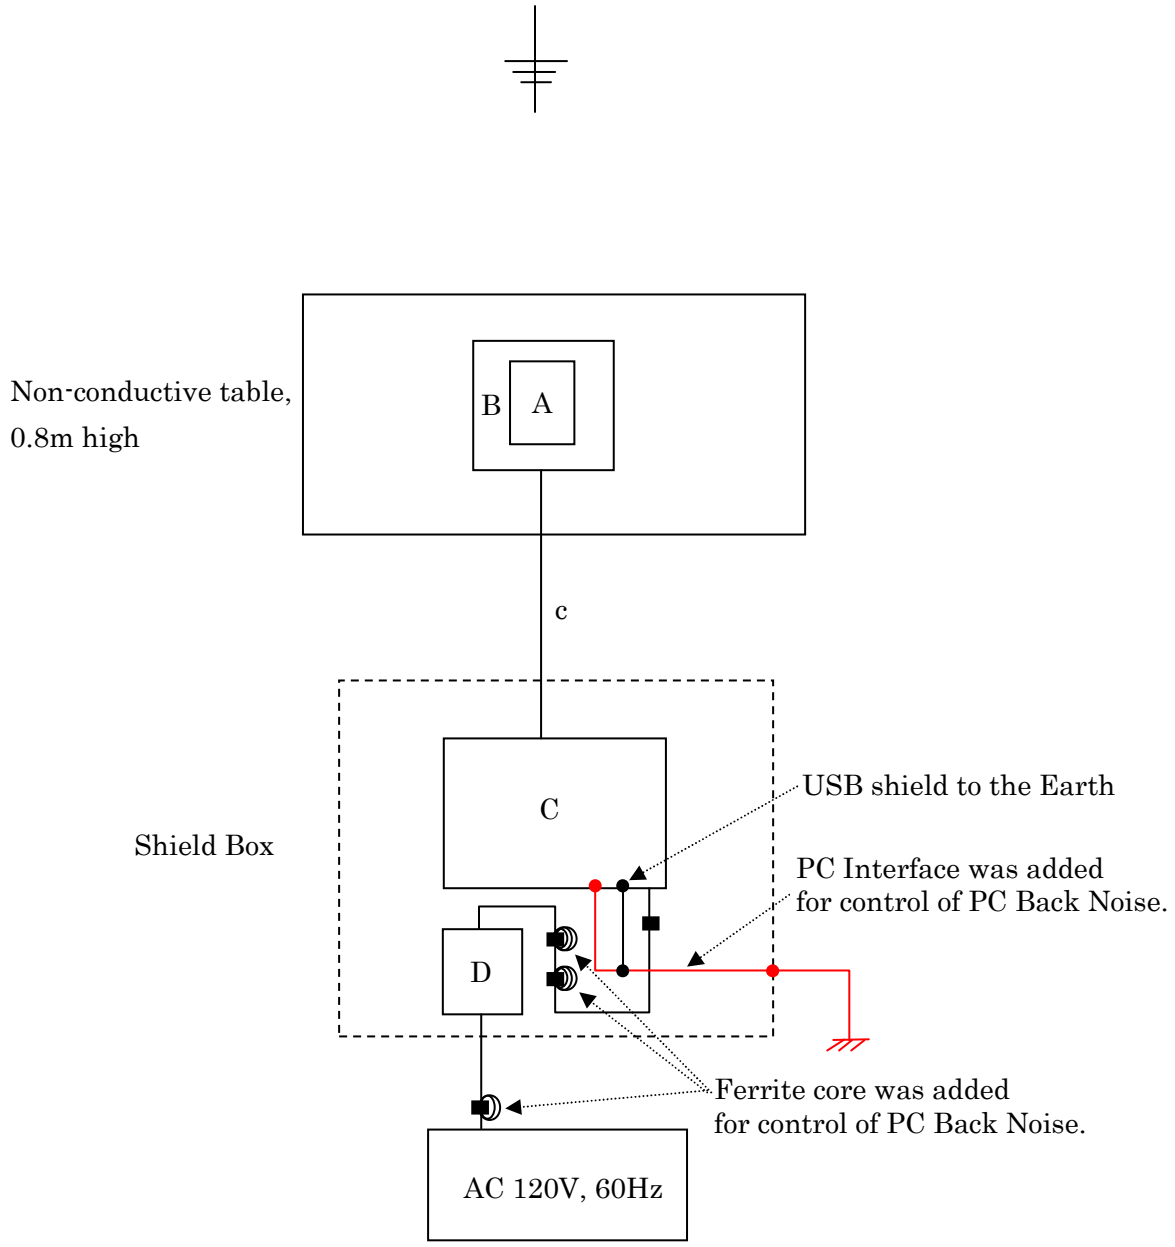 Non-conductive table,
0.8m high
B
A
c
C
USB shield to the Earth
Shield Box
PC Interface was added
for control of PC Back Noise.
D
Ferrite core was added
for control of PC Back Noise.
AC 120V, 60Hz